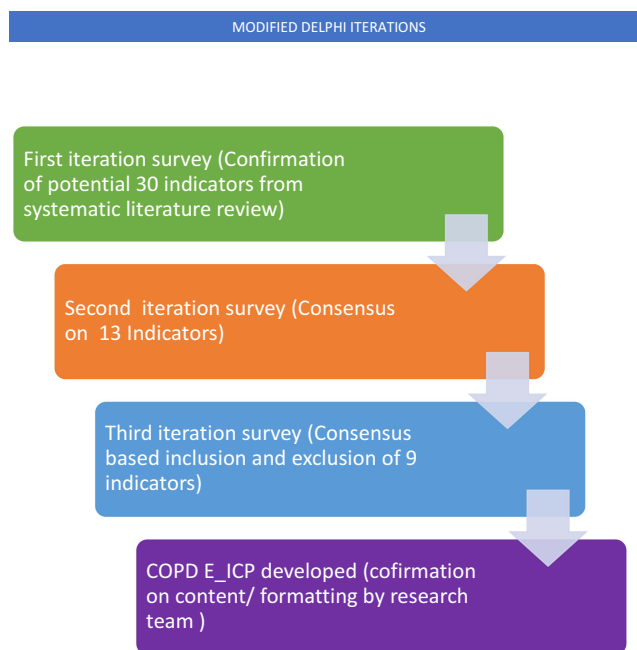 MODIFIED DELPHI ITERATIONS
First iteration survey (Confirmation
of potential 30 indicators from
systematic literature review)
Second iteration survey (Consensus
on 13 Indicators)
Third iteration survey (Consensus
based inclusion and exclusion of 9
indicators)
COPD E_ICP developed (cofirmation
on content/ formatting by research
team )